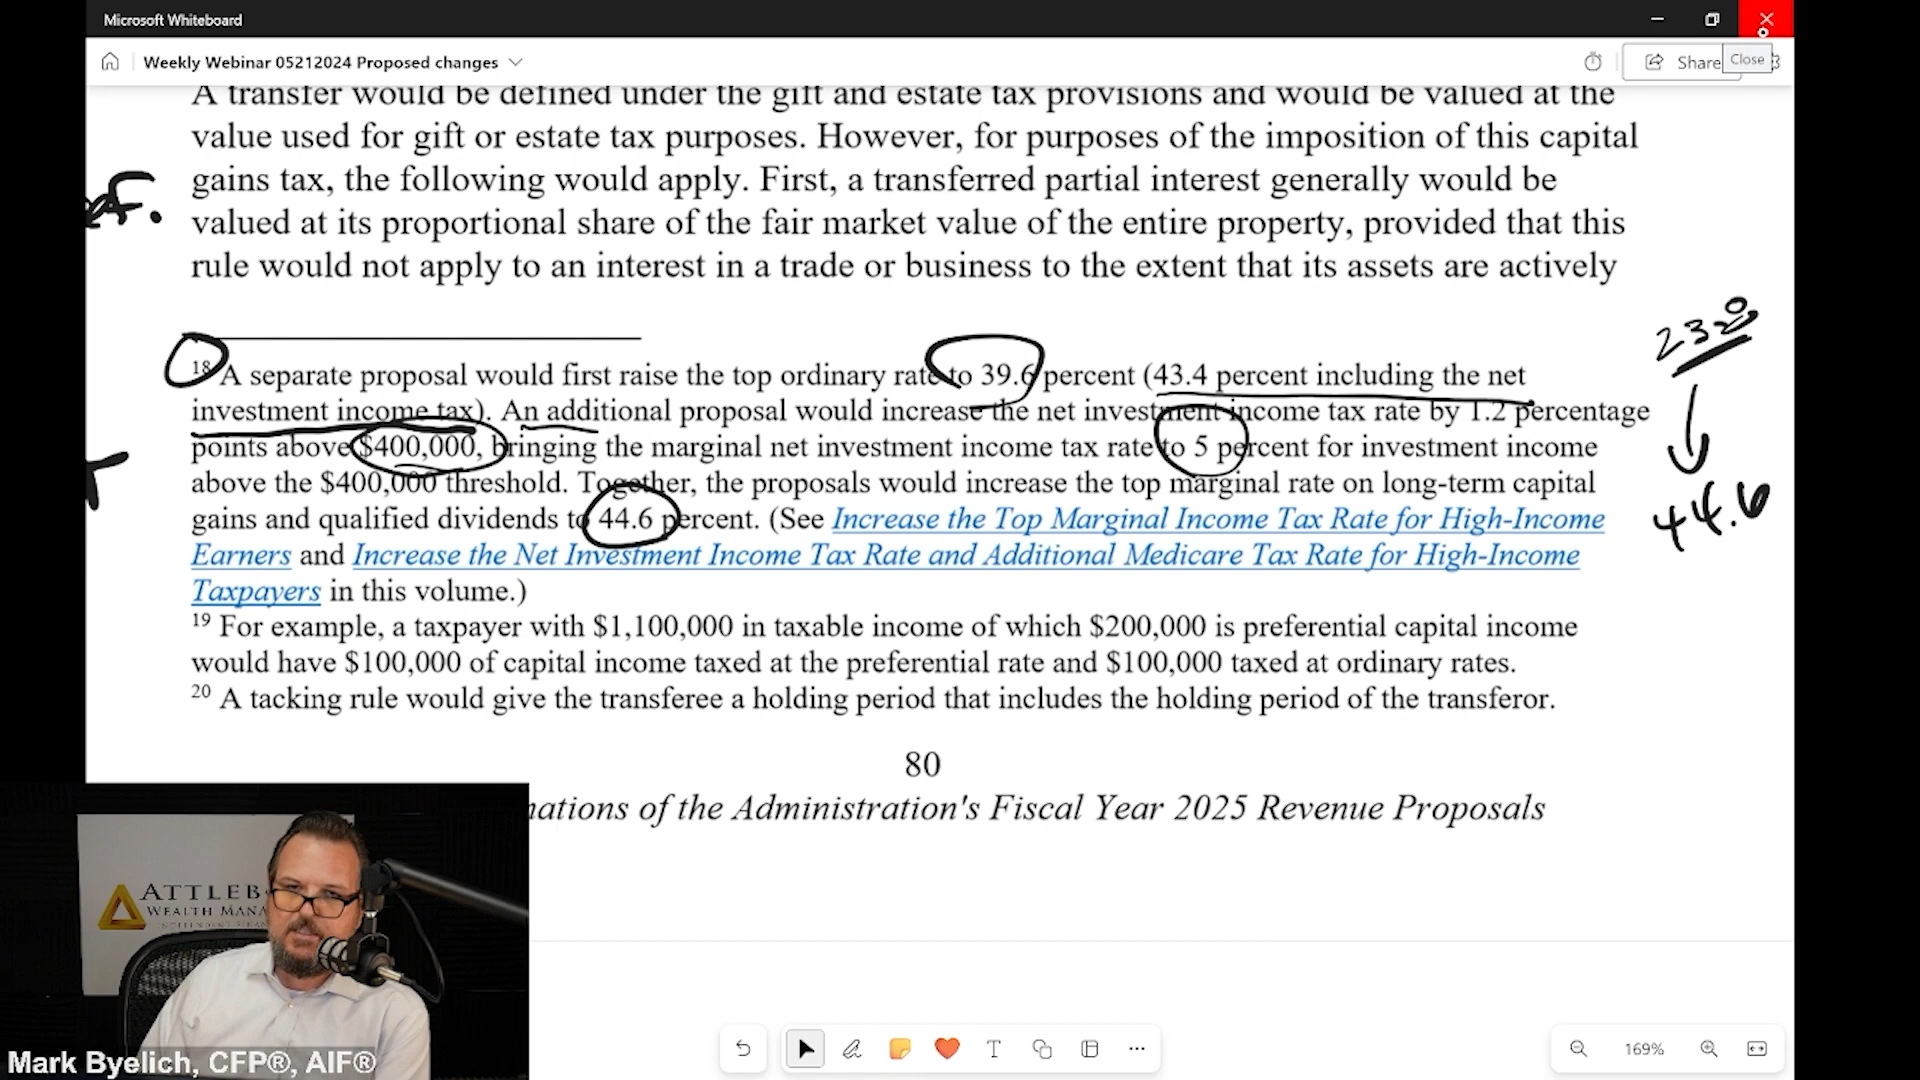 Microsoft Whiteboard
Weekly Webinar 05212024 Proposed changes
Share
Close
A transfer would be defined under the gift and estate tax provisions and would be valued at the
value used for gift or estate tax purposes. However, for purposes of the imposition of this capital
gains tax, the following would apply. First, a transferred partial interest generally would be
valued at its proportional share of the fair market value of the entire property, provided that this
rule would not apply to an interest in a trade or business to the extent that its assets are actively
18 A separate proposal would first raise the top ordinary rate to 39.6 percent (43.4 percent including the net
investment income tax). An additional proposal would increase the net investment income tax rate by 1.2 percentage
points above $400,000, bringing the marginal net investment income tax rate to 5 percent for investment income
above the $400,000 threshold. Together, the proposals would increase the top marginal rate on long-term capital
gains and qualified dividends to 44.6 percent. (See Increase the Top Marginal Income Tax Rate for High-Income
Earners and Increase the Net Investment Income Tax Rate and Additional Medicare Tax Rate for High-Income
Taxpayers in this volume.)
44.6
19 For example, a taxpayer with $1,100,000 in taxable income of which $200,000 is preferential capital income
would have $100,000 of capital income taxed at the preferential rate and $100,000 taxed at ordinary rates.
20 A tacking rule would give the transferee a holding period that includes the holding period of the transferor.
80
nations of the Administration's Fiscal Year 2025 Revenue Proposals
ATTLEB
WEALTH MANA
Mark Byelich, CFP®, AIF®
T
169%